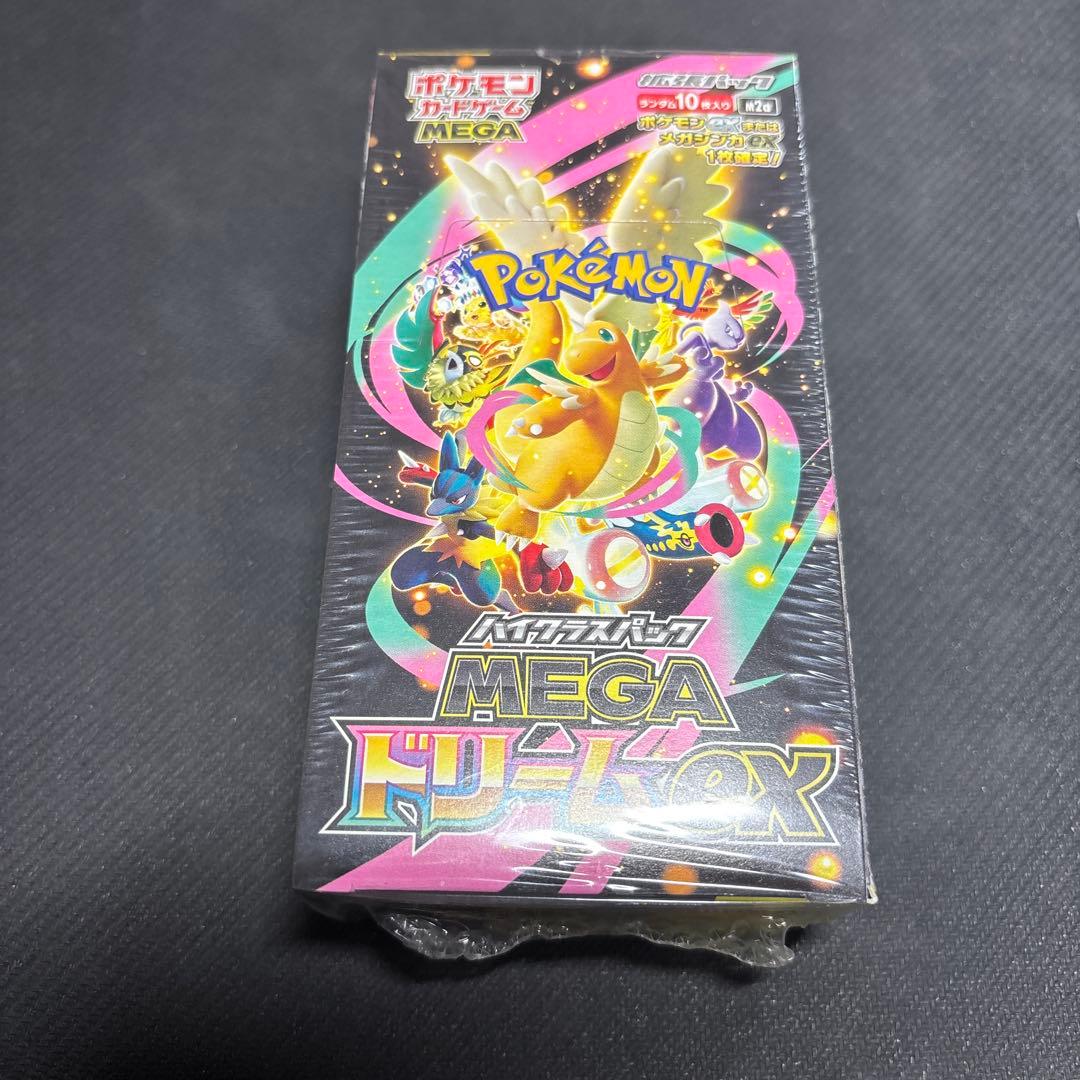 ポケモン
カードゲーム
MEGA
拡張パック
ランダム10枚入り M2a
ポケモンexまたは
メガシンカex
1枚確定!
POKÉMON
TM
ハイクラスパック
MEGA
ドリームex